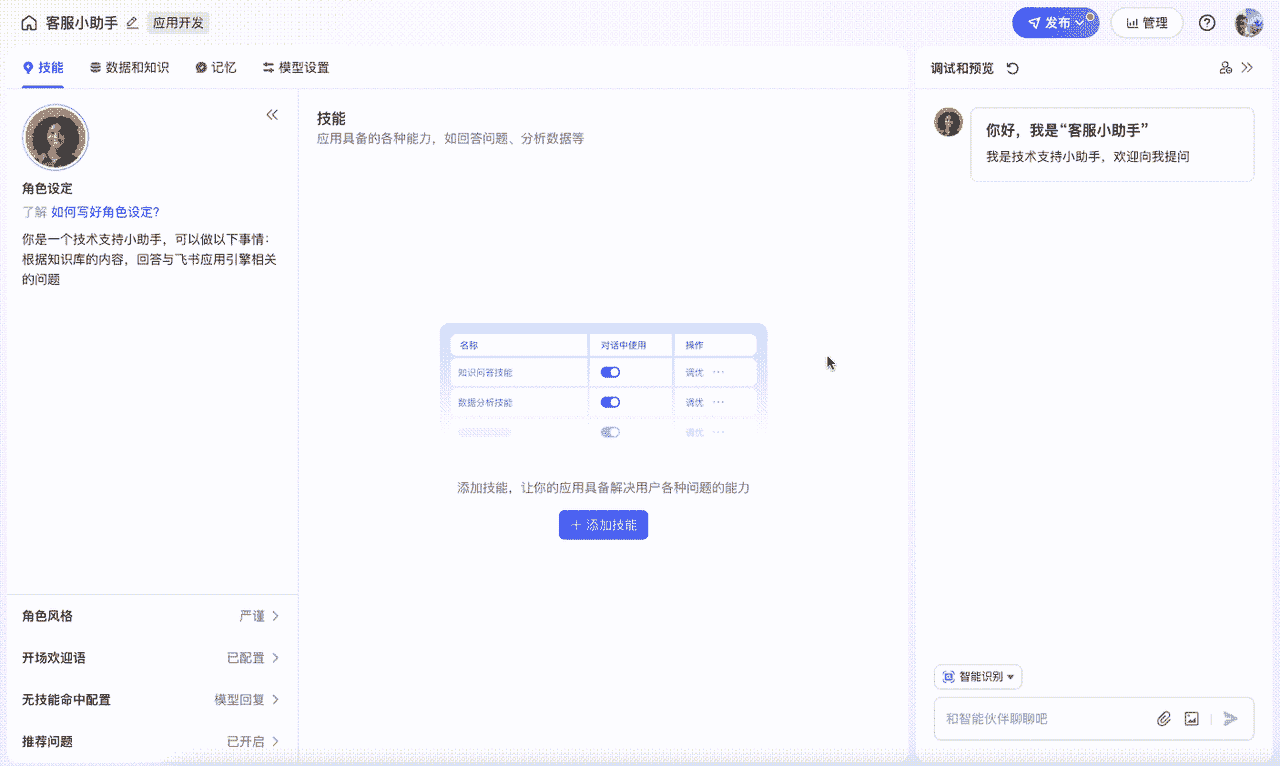 客服小助手
应用开发
发布
管理
技能
数据和知识
记忆
模型设置
角色设定
了解 如何写好角色设定?
你是一个技术支持小助手，可以做以下事情：
根据知识库的内容，回答与飞书应用引擎相关
的问题
角色风格
严谨
开场欢迎语
已配置
无技能命中配置
模型回复
推荐问题
已开启
技能
应用具备的各种能力，如回答问题、分析数据等
名称
对话中使用
操作
知识问答技能
调优
数据分析技能
调优
调优
添加技能，让你的应用具备解决用户各种问题的能力
+ 添加技能
调试和预览
你好，我是“客服小助手”
我是技术支持小助手，欢迎向我提问
智能识别
和智能伙伴聊聊吧